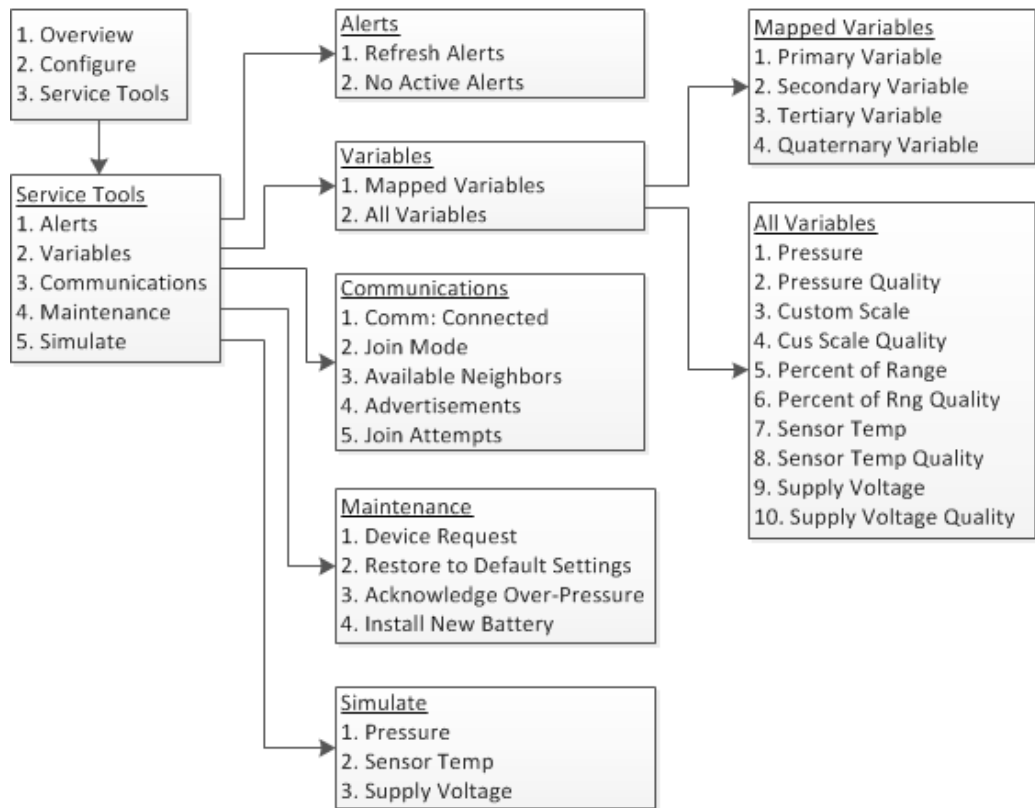 1. Overview
2. Configure
3. Service Tools
Service Tools
1. Alerts
2. Variables
3. Communications
4. Maintenance
5. Simulate
Alerts
1. Refresh Alerts
2. No Active Alerts
Variables
1. Mapped Variables
2. All Variables
Communications
1. Comm: Connected
2. Join Mode
3. Available Neighbors
4. Advertisements
5. Join Attempts
Maintenance
1. Device Request
2. Restore to Default Settings
3. Acknowledge Over-Pressure
4. Install New Battery
Simulate
1. Pressure
2. Sensor Temp
3. Supply Voltage
Mapped Variables
1. Primary Variable
2. Secondary Variable
3. Tertiary Variable
4. Quaternary Variable
All Variables
1. Pressure
2. Pressure Quality
3. Custom Scale
4. Cus Scale Quality
5. Percent of Range
6. Percent of Rng Quality
7. Sensor Temp
8. Sensor Temp Quality
9. Supply Voltage
10. Supply Voltage Quality